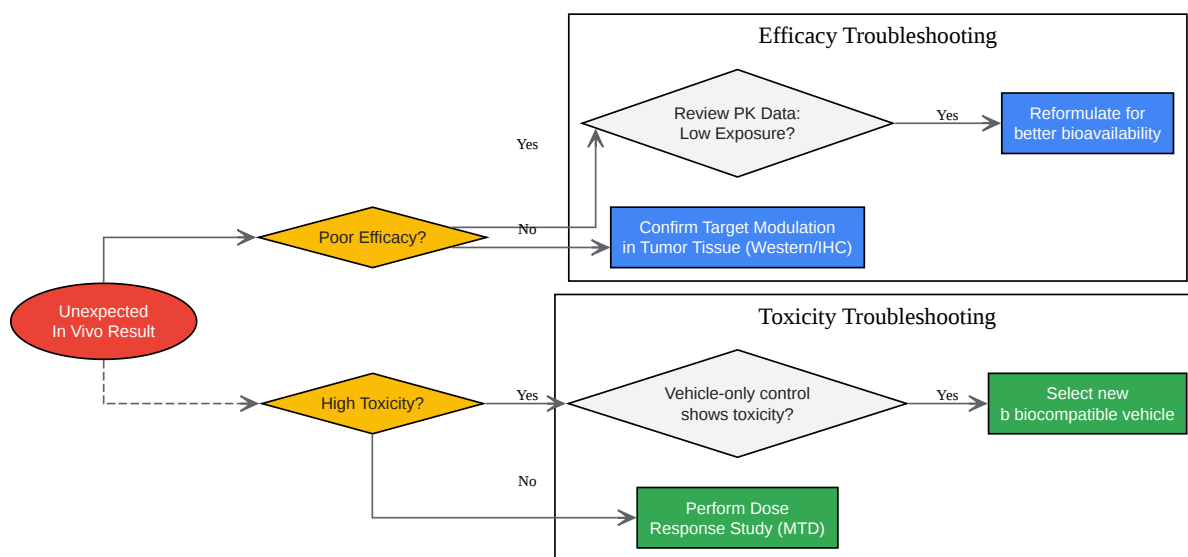 Efficacy Troubleshooting
Review PK Data:
Low Exposure?
Yes
Reformulate for
better bioavailability
Yes
Poor Efficacy?
No
Confirm Target Modulation
in Tumor Tissue (Western/IHC)
Unexpected
In Vivo Result
Toxicity Troubleshooting
High Toxicity?
Yes
Vehicle-only control
shows toxicity?
Yes
Select new
b biocompatible vehicle
No
Perform Dose
Response Study (MTD)